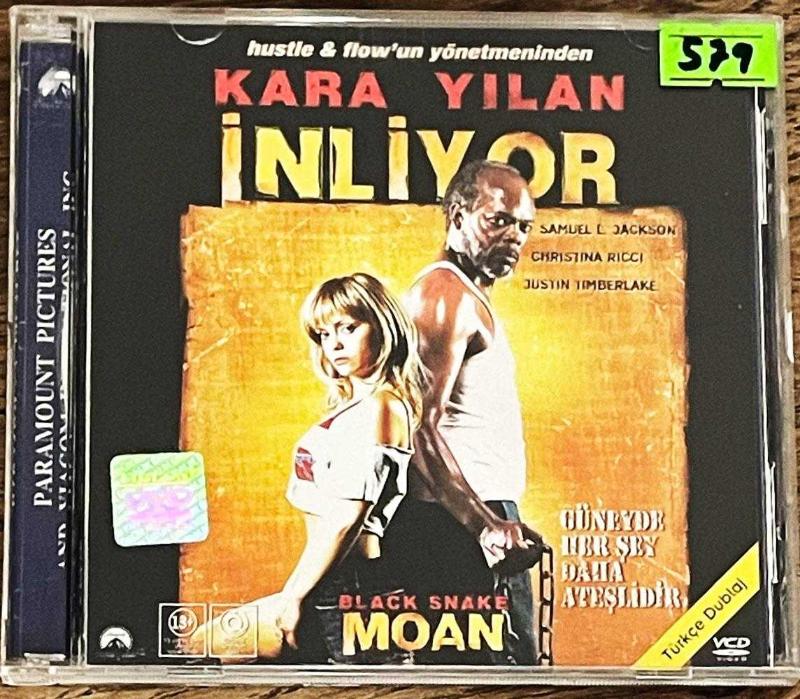 hustle & flow'un yönetmeninden
579
KARA YILAN
İNLİYOR
SAMUEL L. JACKSON
CHRISTINA RICCI
JUSTIN TIMBERLAKE
PARAMOUNT PICTURES
GÜNEYDE
HER ŞEY
DAHA
ATEŞLİDİR.
BLACK SNAKE
MOAN
18+
Türkçe Dublaj
VCD
VIDEO